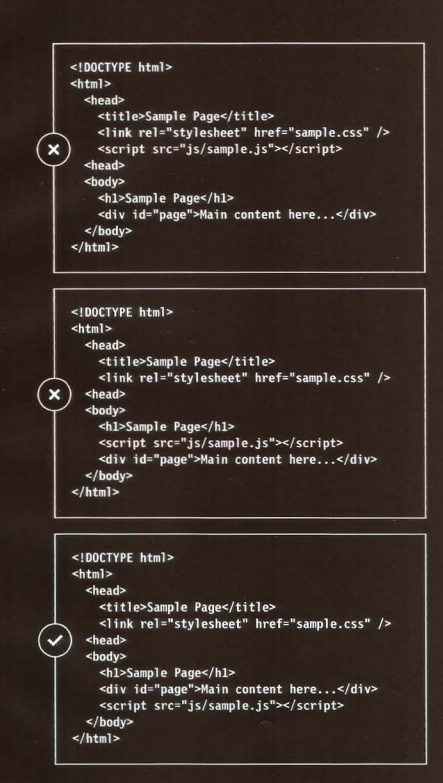 <!DOCTYPE html>
<html>
<head>
<title>Sample Page</title>
<link rel="stylesheet" href="sample.css" />
<script src="js/sample.js"></script>
<head>
<body>
<h1>Sample Page</h1>
<div id="page">Main content here...</div>
</body>
</html>
<!DOCTYPE html>
<html>
<head>
<title>Sample Page</title>
<link rel="stylesheet" href="sample.css" />
<head>
<body>
<h1>Sample Page</h1>
<script src="js/sample.js"></script>
<div id="page">Main content here...</div>
</body>
</html>
<!DOCTYPE html>
<html>
<head>
<title>Sample Page</title>
<link rel="stylesheet" href="sample.css" />
<head>
<body>
<h1>Sample Page</h1>
<div id="page">Main content here...</div>
<script src="js/sample.js"></script>
</body>
</html>